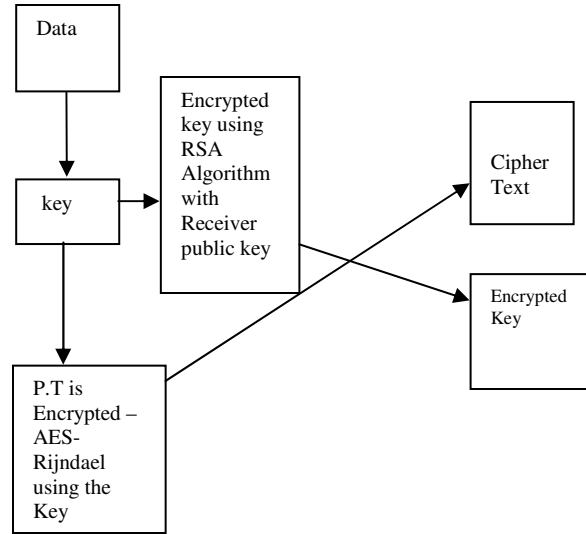 Data
Encrypted
key using
RSA
Algorithm
with
Receiver
public key
Cipher
Text
key
Encrypted
Key
P.T is
Encrypted –
AES-
Rijndael
using the
Key